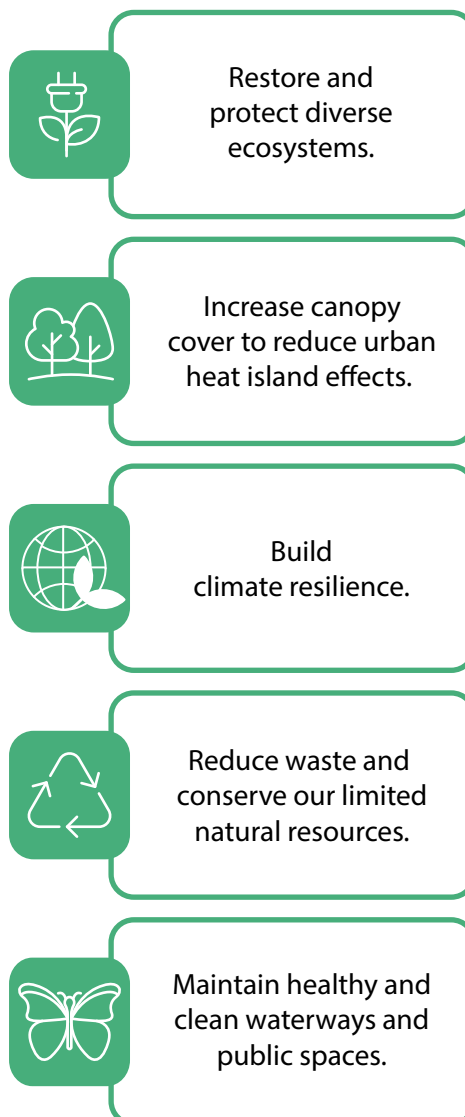 Restore and
protect diverse
ecosystems.
Increase canopy
cover to reduce urban
heat island effects.
Build
climate resilience.
Reduce waste and
conserve our limited
natural resources.
Maintain healthy and
clean waterways and
public spaces.